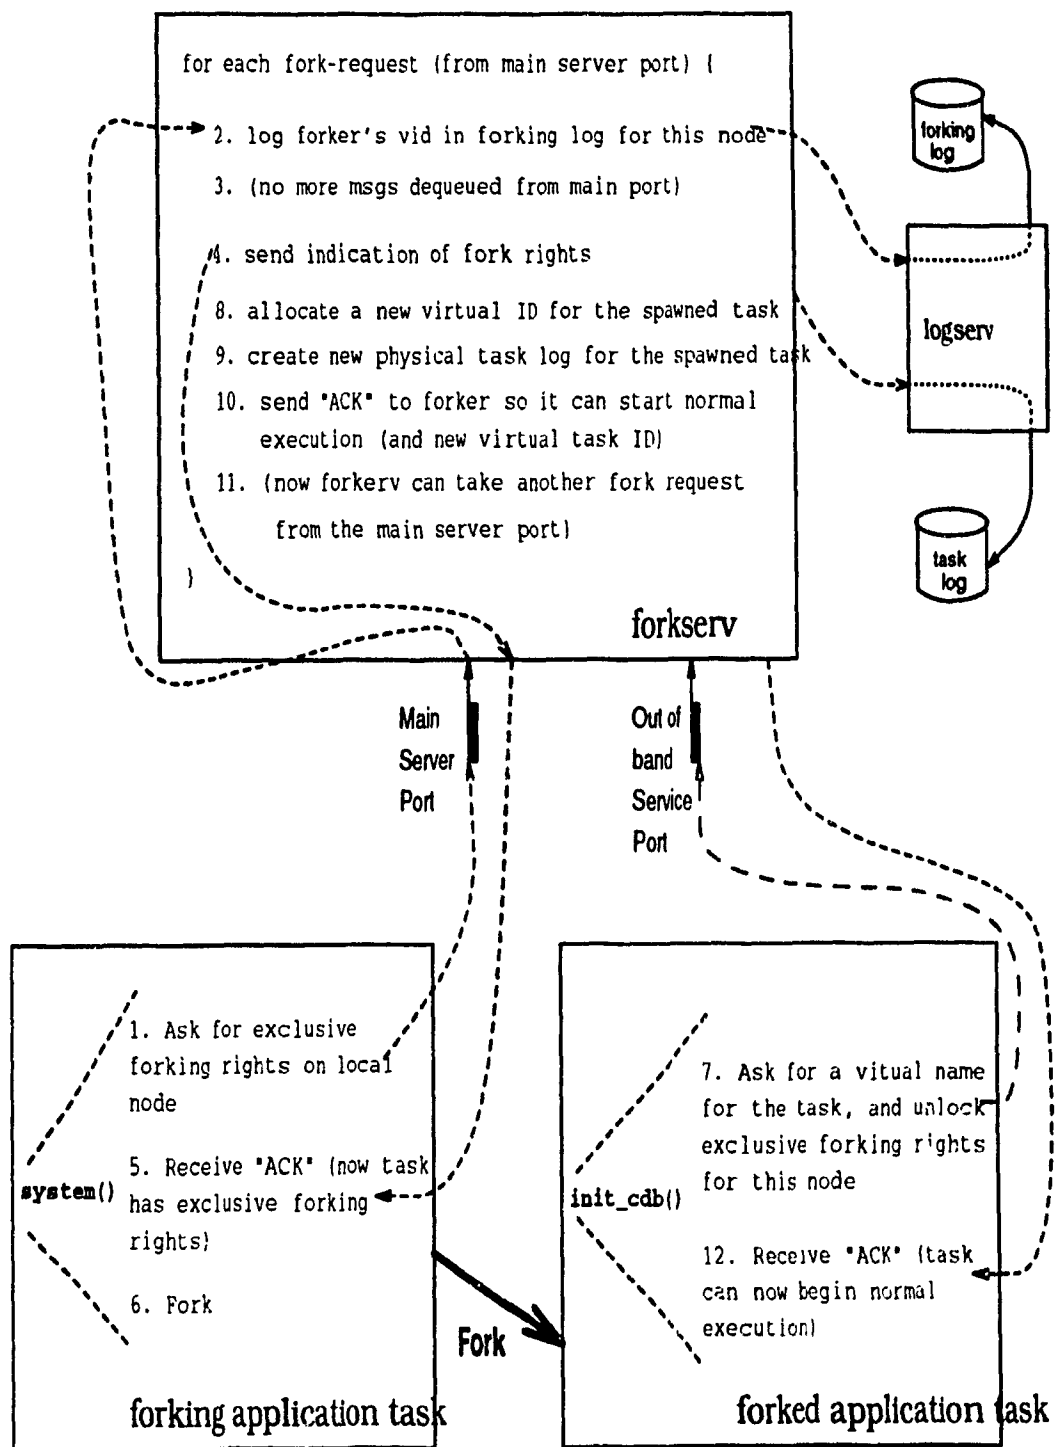 for each fork-request (from main server port) {
2. log forker's vid in forking log for this node
3. (no more msgs dequeued from main port)
4. send indication of fork rights
8. allocate a new virtual ID for the spawned task
9. create new physical task log for the spawned task
10. send "ACK" to forker so it can start normal
execution (and new virtual task ID)
11. (now forkerv can take another fork request
from the main server port)
}
forkserv
forking
log
logserv
task
log
Main
Server
Port
Out of
band
Service
Port
1. Ask for exclusive
forking rights on local
node
5. Receive "ACK" (now task
has exclusive forking
rights)
6. Fork
system()
forking application task
Fork
7. Ask for a vitual name
for the task, and unlock
exclusive forking rights
for this node
init_cdb()
12. Receive "ACK" (task
can now begin normal
execution)
forked application task